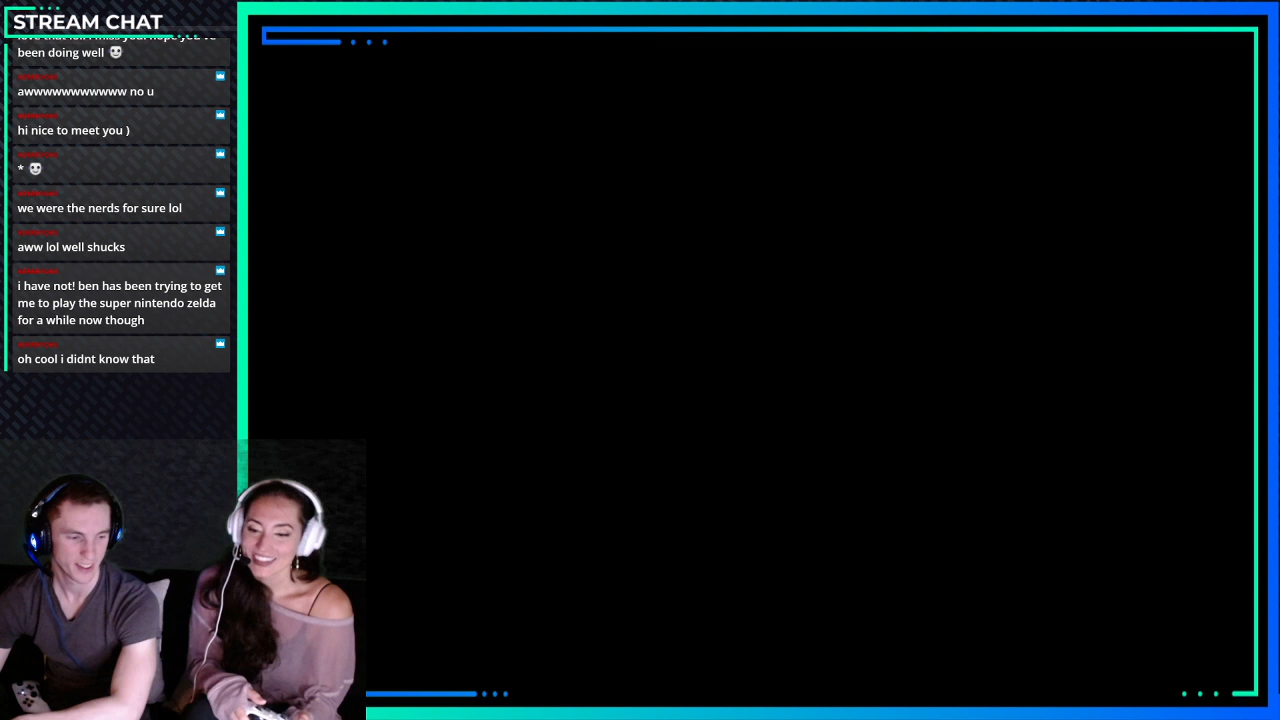 STREAM CHAT
been doing well
awwwwwwwwwww no u
hi nice to meet you )
*
we were the nerds for sure lol
aww lol well shucks
i have not! ben has been trying to get
me to play the super nintendo zelda
for a while now though
oh cool i didnt know that